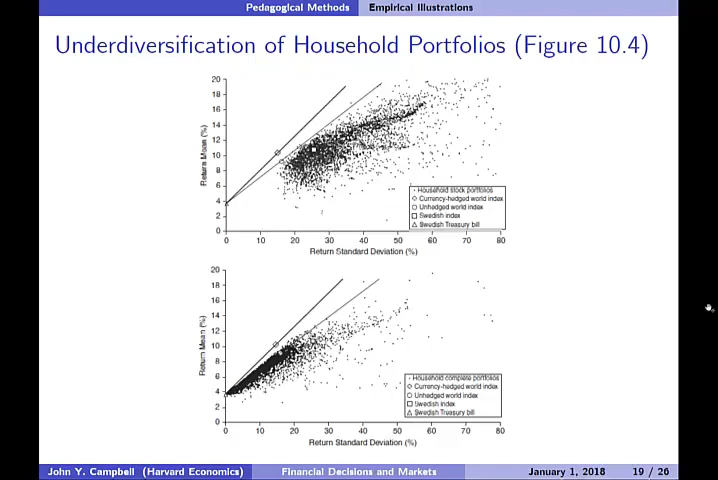 Pedagogical Methods Empirical Illustrations
Underdiversification of Household Portfolios (Figure 10.4)
Return Mean (%)
20
18
16
14
12
10
8
6
4
2
0
Household stock portfolios
Currency-hedged world index
Unhedged world index
Swedish index
Swedish Treasury bill
0 10 20 30 40 50 60 70 80
Return Standard Deviation (%)
Return Mean (%)
20
18
16
14
12
10
8
6
4
2
0
Household complete portfolios
Currency-hedged world index
Unhedged world index
Swedish index
Swedish Treasury bill
0 10 20 30 40 50 60 70 80
Return Standard Deviation (%)
John Y. Campbell (Harvard Economics) Financial Decisions and Markets January 1, 2018 19 / 26